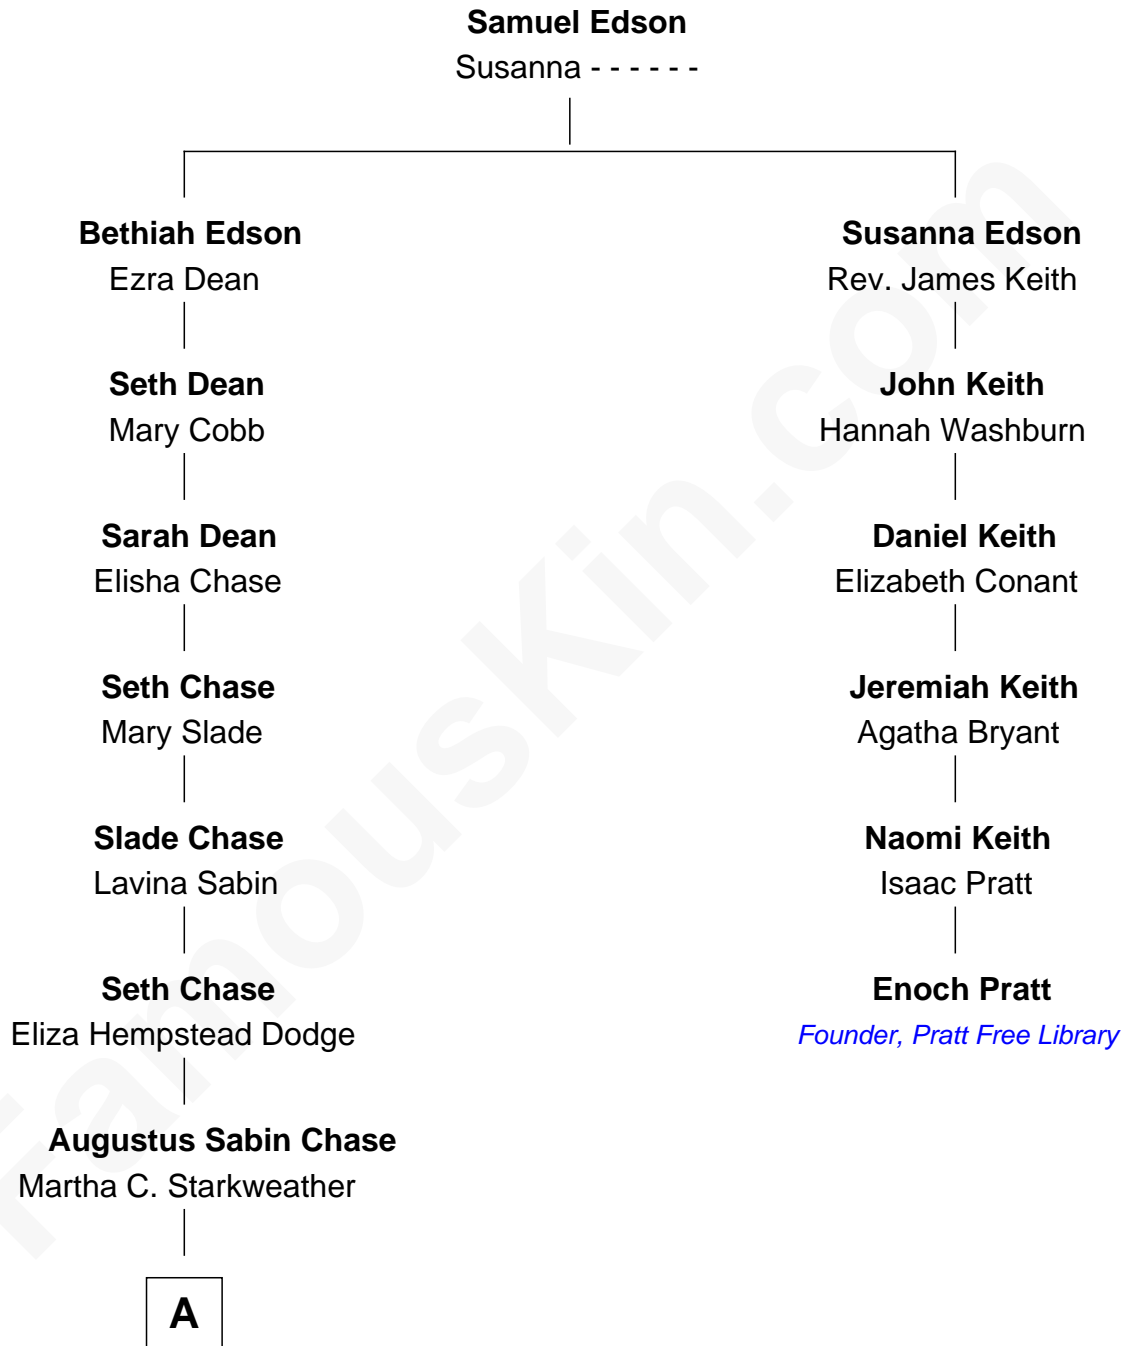 Samuel Edson
Susanna - - - - - -
Bethiah Edson
Ezra Dean
Susanna Edson
Rev. James Keith
Seth Dean
Mary Cobb
John Keith
Hannah Washburn
Sarah Dean
Elisha Chase
Daniel Keith
Elizabeth Conant
Seth Chase
Mary Slade
Jeremiah Keith
Agatha Bryant
Slade Chase
Lavina Sabin
Naomi Keith
Isaac Pratt
Seth Chase
Eliza Hempstead Dodge
Enoch Pratt
Founder, Pratt Free Library
Augustus Sabin Chase
Martha C. Starkweather
A
FamousKin.com